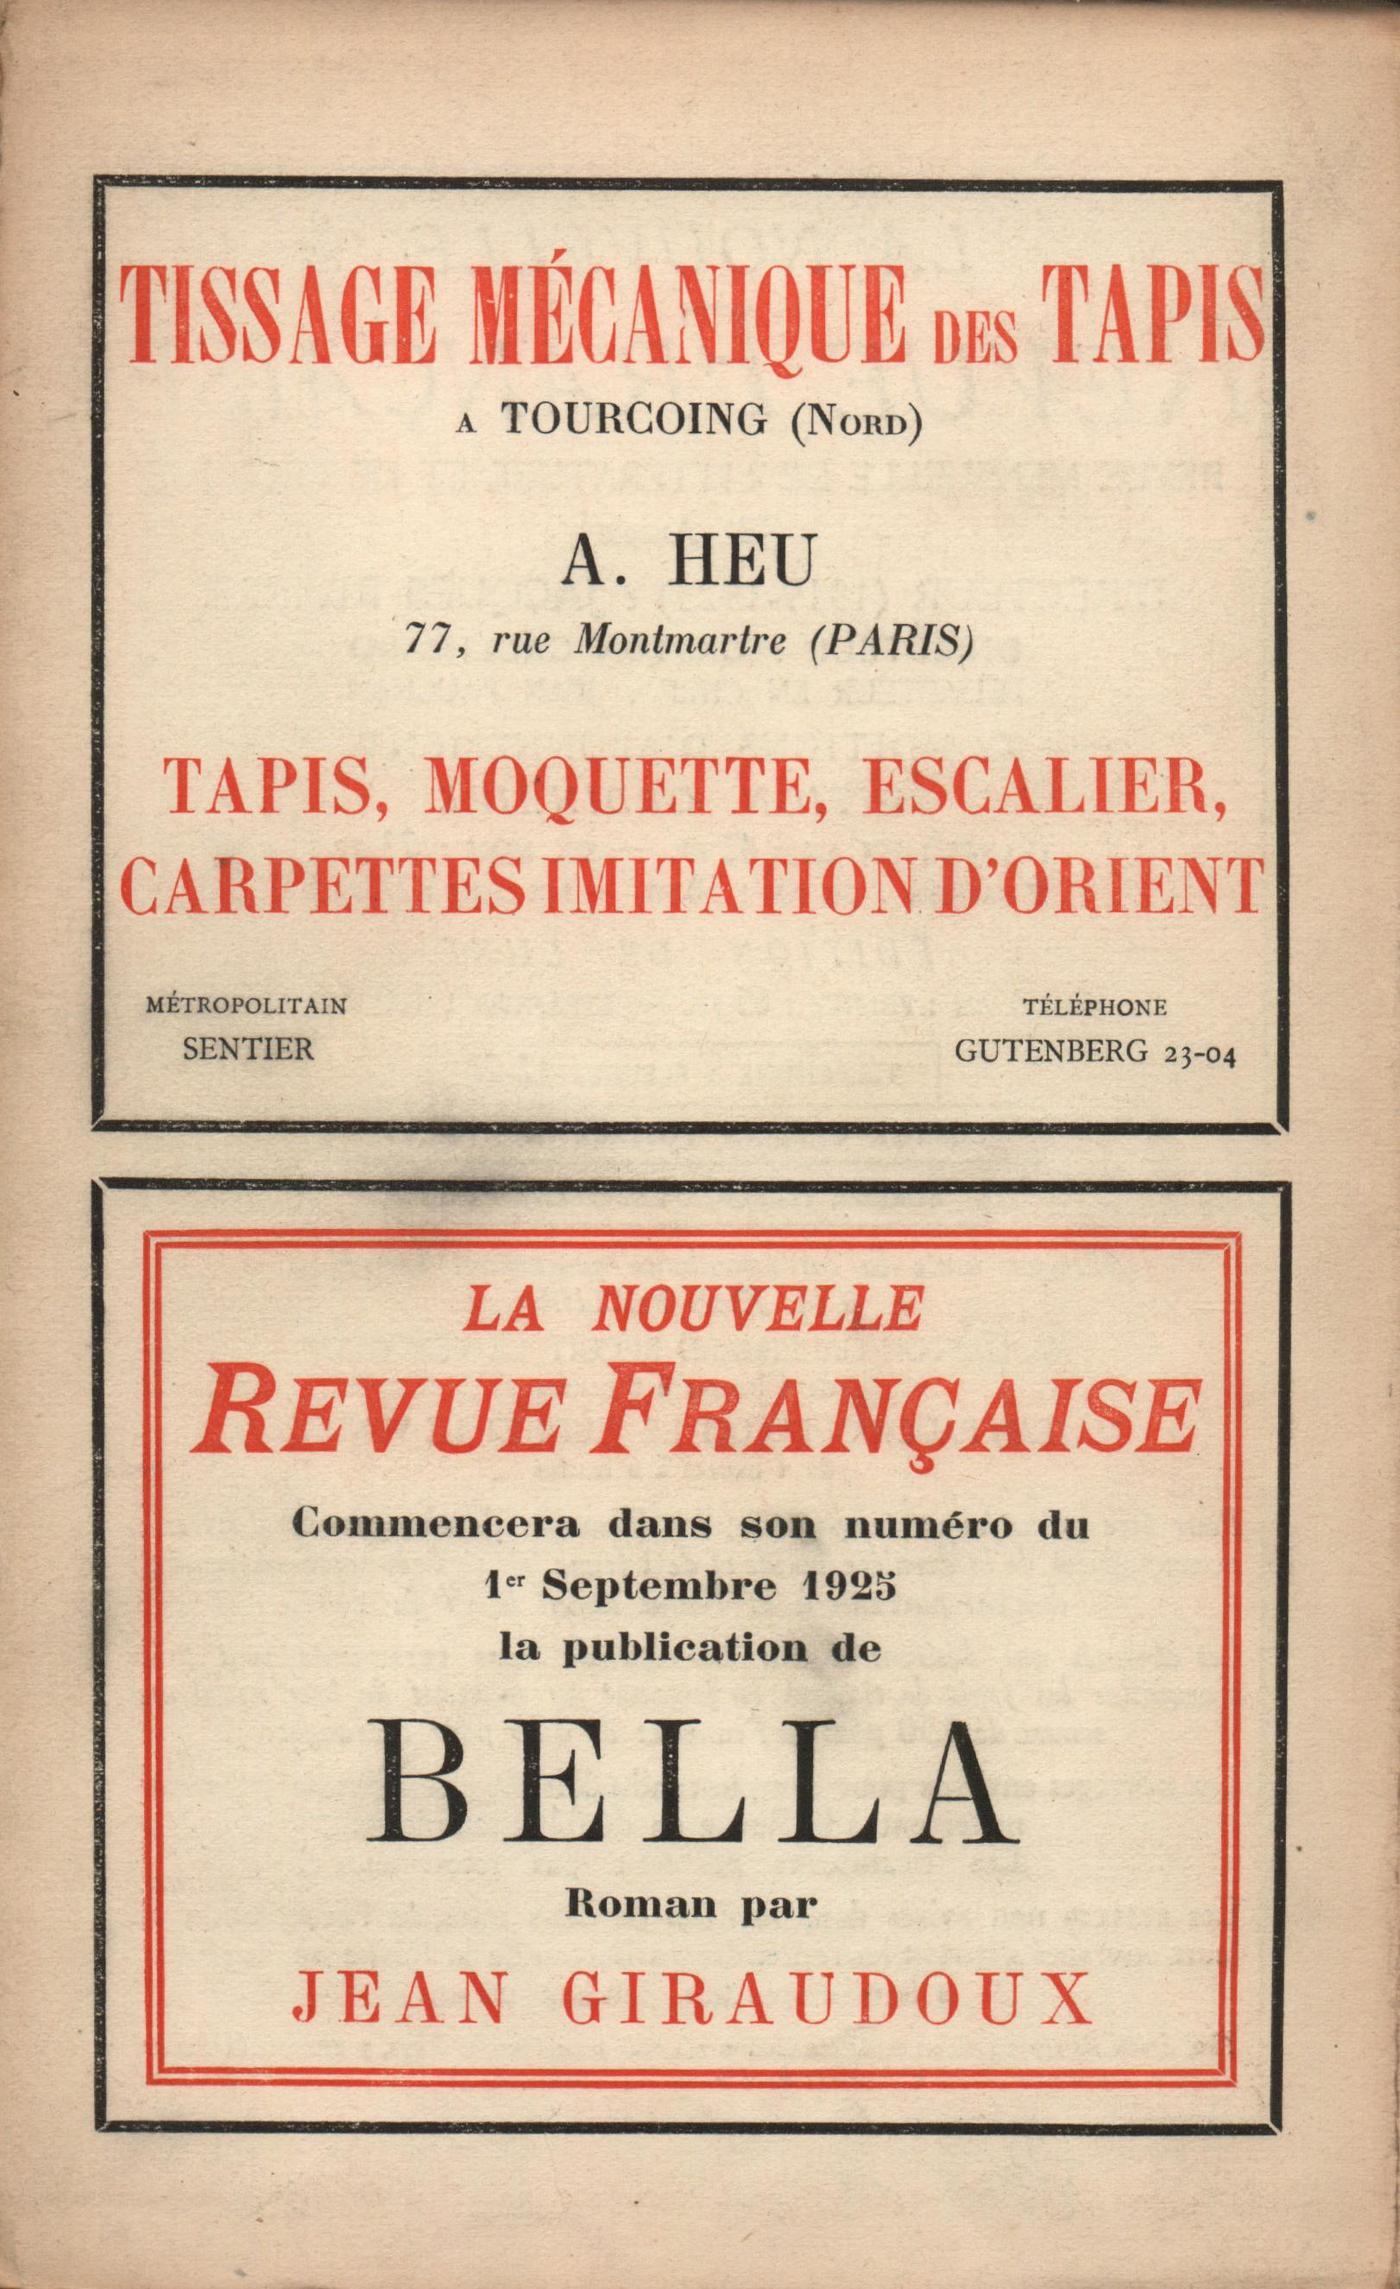 TISSAGE MÉCANIQUE DES TAPIS
A TOURCOING (NORD)
A. HEU
77, rue Montmartre (PARIS)
TAPIS, MOQUETTE, ESCALIER,
CARPETTES IMITATION D'ORIENT
MÉTROPOLITAIN
SENTIER
TÉLÉPHONE
GUTENBERG 23-04
LA NOUVELLE
REVUE FRANÇAISE
Commencera dans son numéro du
1er Septembre 1925
la publication de
BELLA
Roman par
JEAN GIRAUDOUX